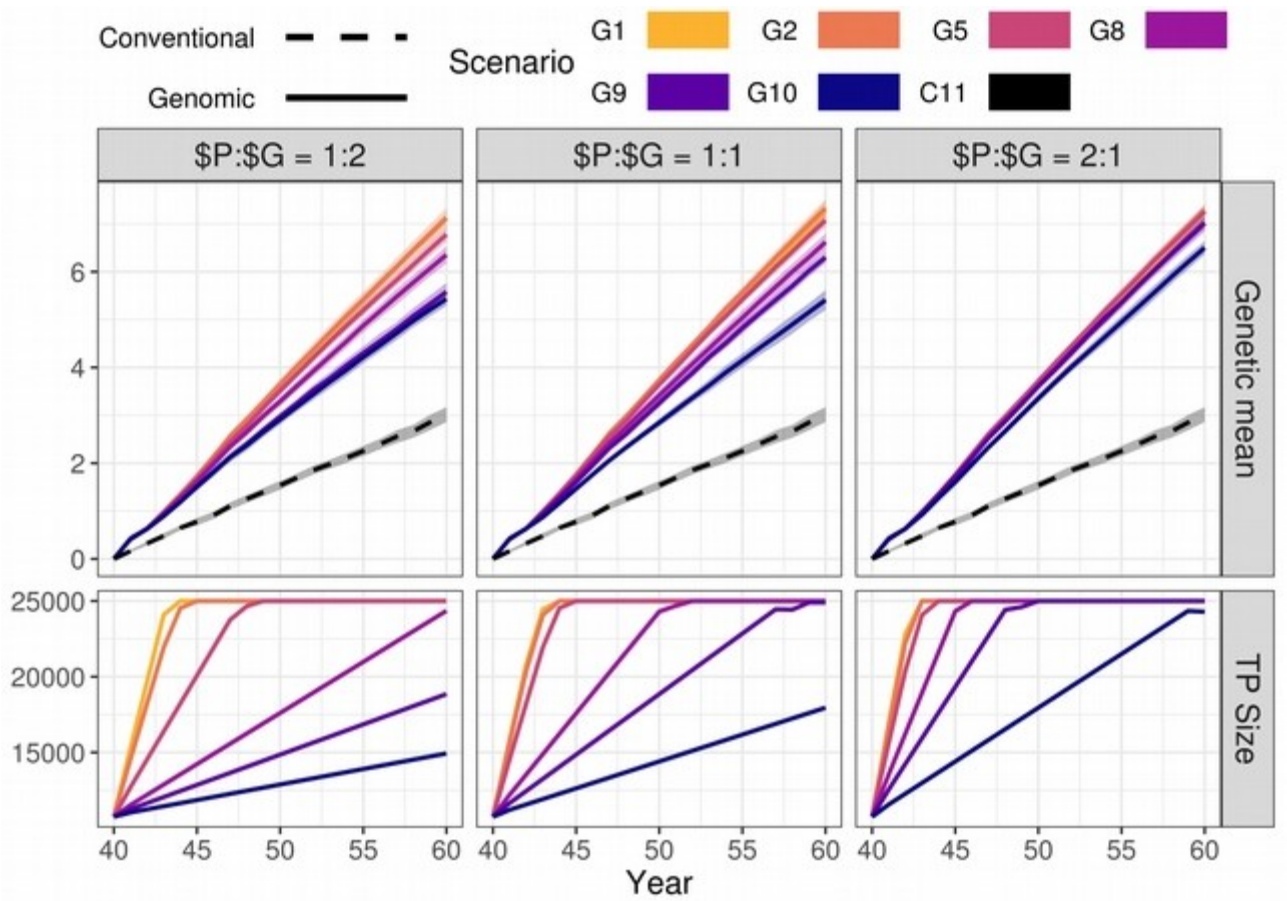 Conventional
Genomic
Scenario
G1 G2 G5 G8
G9 G10 C11
$P:$G = 1:2 $P:$G = 1:1 $P:$G = 2:1
6
4
2
0
Genetic mean
25000
20000
15000
TP Size
40 45 50 55 60 40 45 50 55 60 40 45 50 55 60
Year